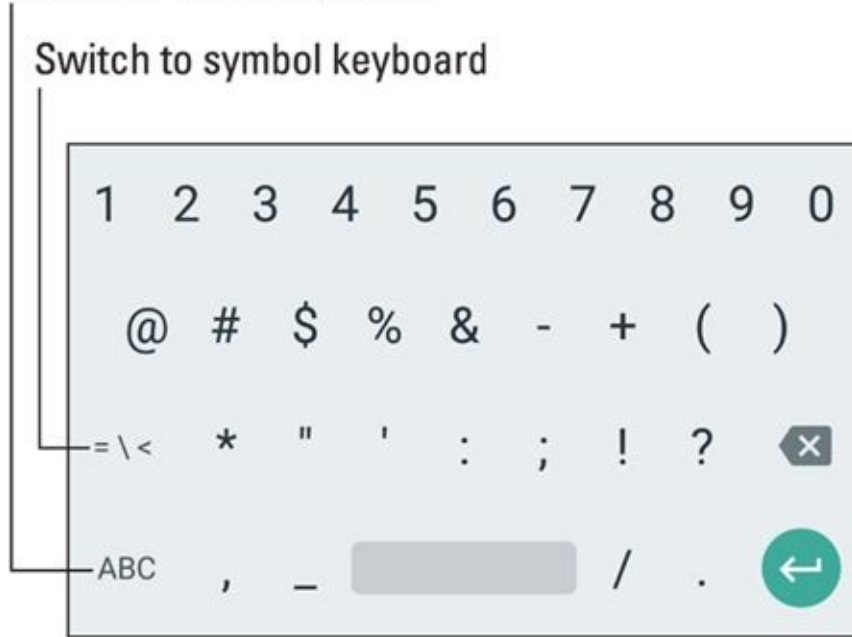 Switch to symbol keyboard
1 2 3 4 5 6 7 8 9 0
@ # $ % & - + ( )
= \ < * " ' : ; ! ?
ABC , _ / .